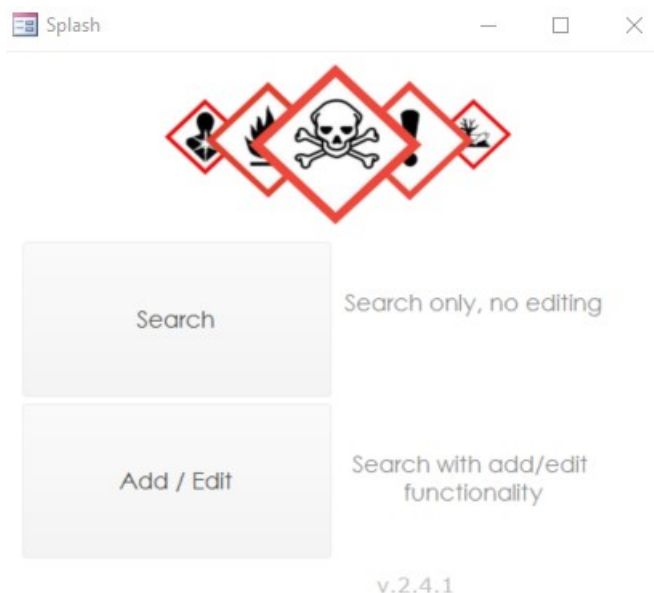 Splash
Search
Search only, no editing
Add / Edit
Search with add/edit
functionality
v.2.4.1